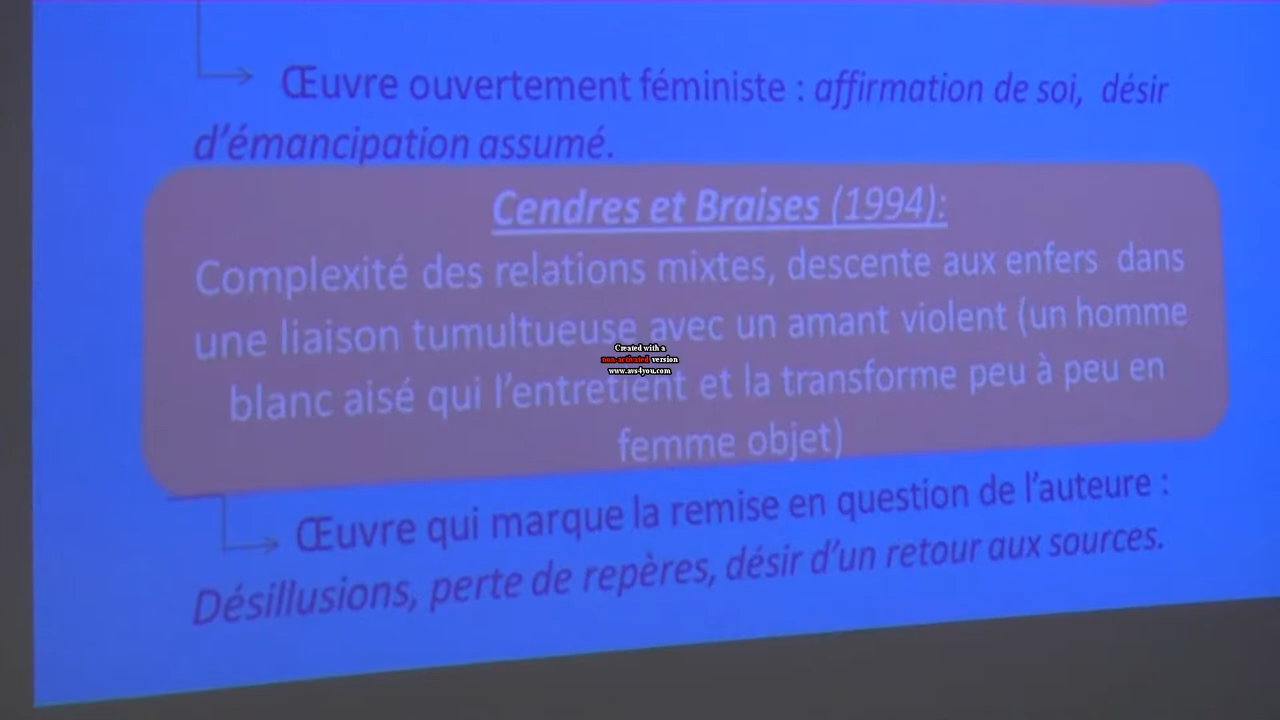 Œuvre ouvertement féministe : affirmation de soi, désir
d’émancipation assumé.
Cendres et Braises (1994):
Complexité des relations mixtes, descente aux enfers dans
une liaison tumultueuse avec un amant violent (un homme
Created with a
non-activated version
www.avs4you.com
blanc aisé qui l’entretient et la transforme peu à peu en
femme objet)
Œuvre qui marque la remise en question de l’auteure :
Désillusions, perte de repères, désir d’un retour aux sources.